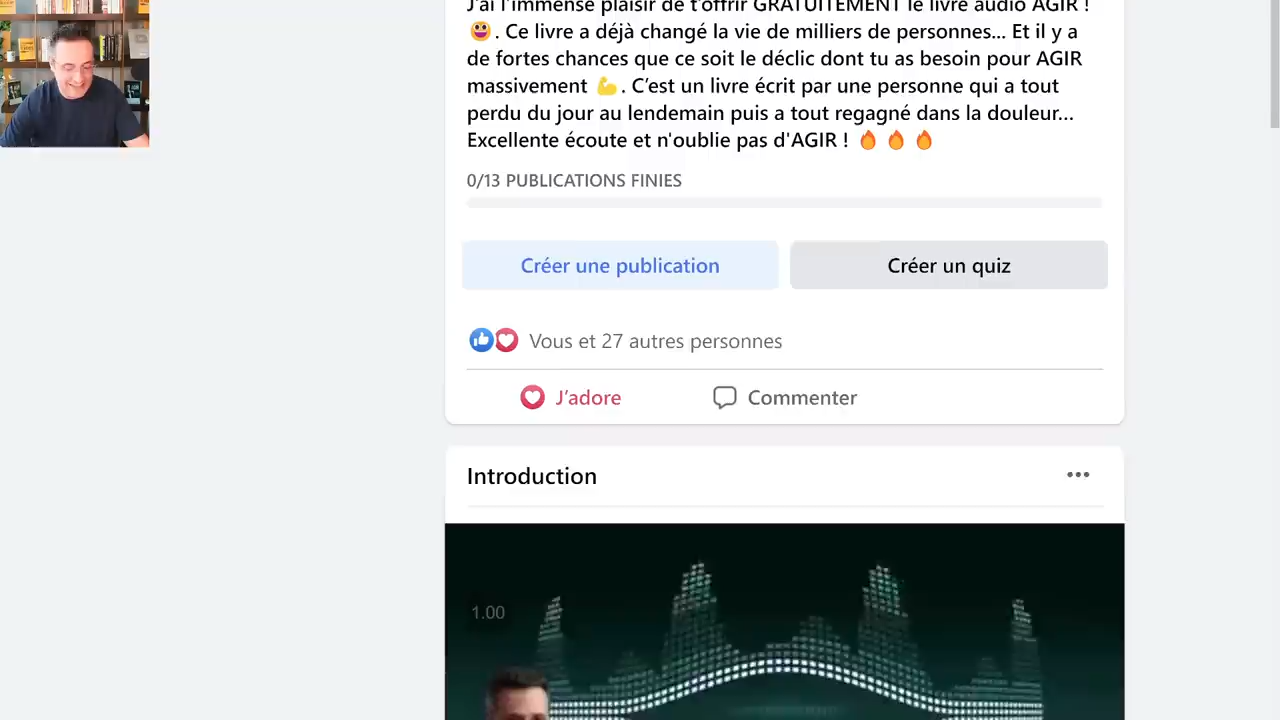 J'ai l'immense plaisir de t'offrir GRATUITEMENT le livre audio AGIR !
😃. Ce livre a déjà changé la vie de milliers de personnes... Et il y a
de fortes chances que ce soit le déclic dont tu as besoin pour AGIR
massivement 💪. C’est un livre écrit par une personne qui a tout
perdu du jour au lendemain puis a tout regagné dans la douleur...
Excellente écoute et n'oublie pas d'AGIR ! 🔥 🔥 🔥
0/13 PUBLICATIONS FINIES
Créer une publication
Créer un quiz
Vous et 27 autres personnes
J’adore
Commenter
Introduction
1.00